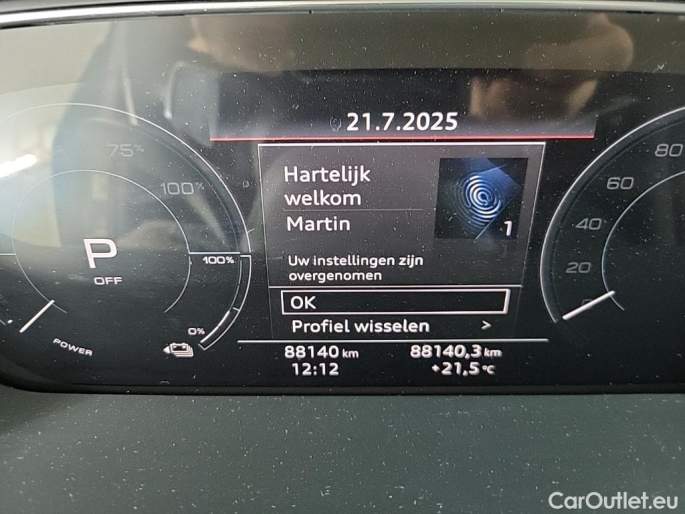 21.7.2025
75%
100%
Hartelijk
welkom
Martin
1
Uw instellingen zijn
overgenomen
OK
Profiel wisselen >
P
OFF
100%
0%
POWER
80
60
40
20
0
88140 km
88140,3 km
12:12
+21,5 °C
CarOutlet.eu